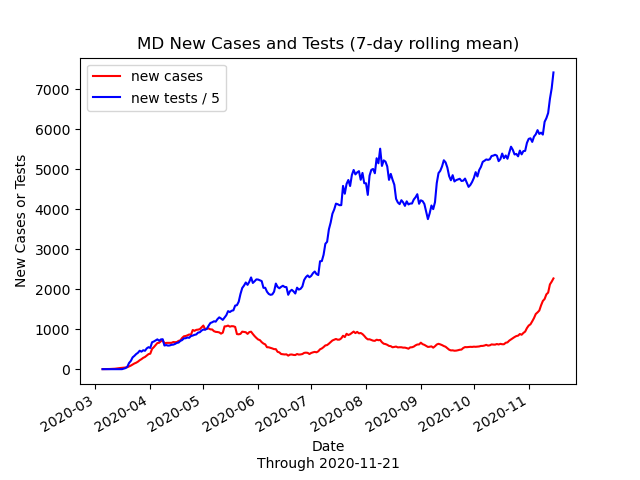 MD New Cases and Tests (7-day rolling mean)
new cases
new tests / 5
New Cases or Tests
7000
6000
5000
4000
3000
2000
1000
0
2020-03
2020-04
2020-05
2020-06
2020-07
2020-08
2020-09
2020-10
2020-11
Date
Through 2020-11-21